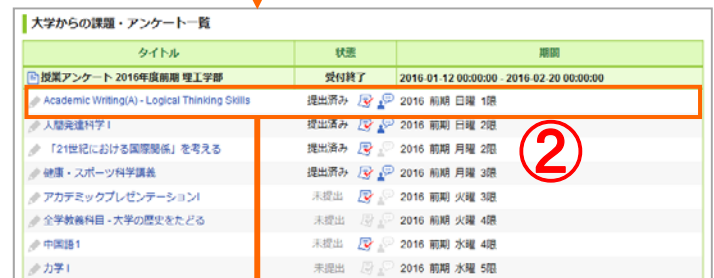 大学からの課題・アンケート一覧
タイトル 状態 期間
授業アンケート 2016年度前期 理工学部 受付終了 2016-01-12 00:00:00 - 2016-02-20 00:00:00
Academic Writing(A) - Logical Thinking Skills 提出済み 2016 前期 日曜 1限
人間発達科学 I 提出済み 2016 前期 日曜 2限
「21世紀における国際関係」を考える 提出済み 2016 前期 月曜 2限
健康・スポーツ科学講義 提出済み 2016 前期 月曜 3限
アカデミックプレゼンテーションI 未提出 2016 前期 火曜 3限
全学教養科目 - 大学の歴史をたどる 未提出 2016 前期 火曜 4限
中国語1 未提出 2016 前期 水曜 4限
力学 I 未提出 2016 前期 水曜 5限
②